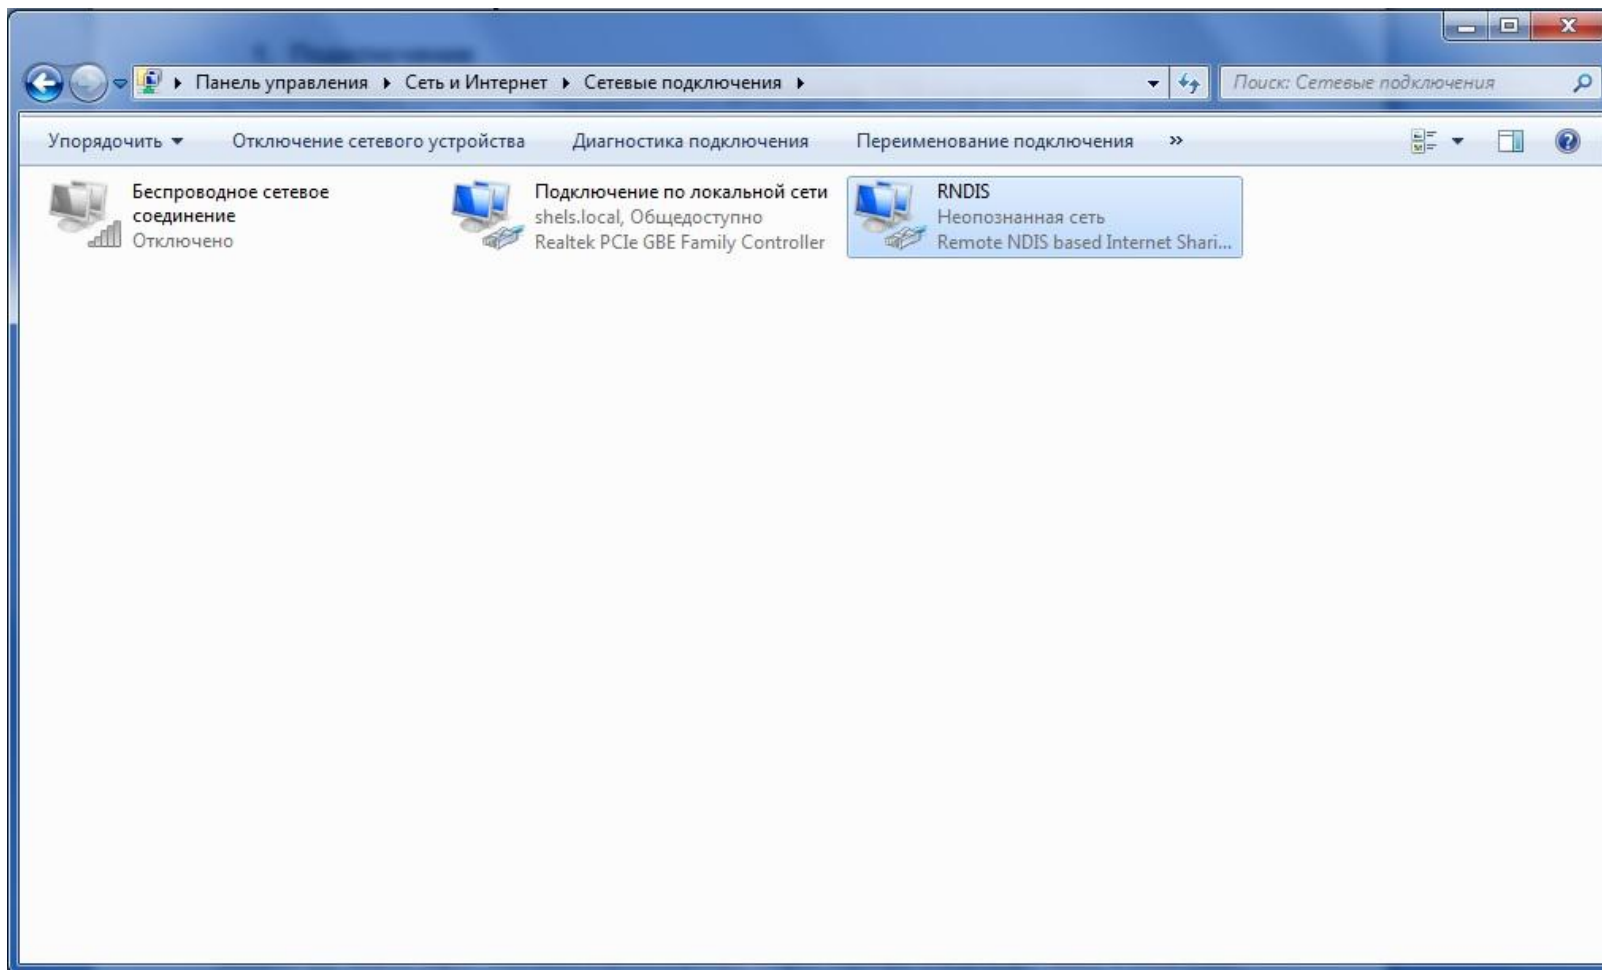 Панель управления ▸ Сеть и Интернет ▸ Сетевые подключения ▸
Поиск: Сетевые подключения
Упорядочить ▾ Отключение сетевого устройства Диагностика подключения Переименование подключения »
Беспроводное сетевое
соединение
Отключено
Подключение по локальной сети
shels.local, Общедоступно
Realtek PCIe GBE Family Controller
RNDIS
Неопознанная сеть
Remote NDIS based Internet Shari...